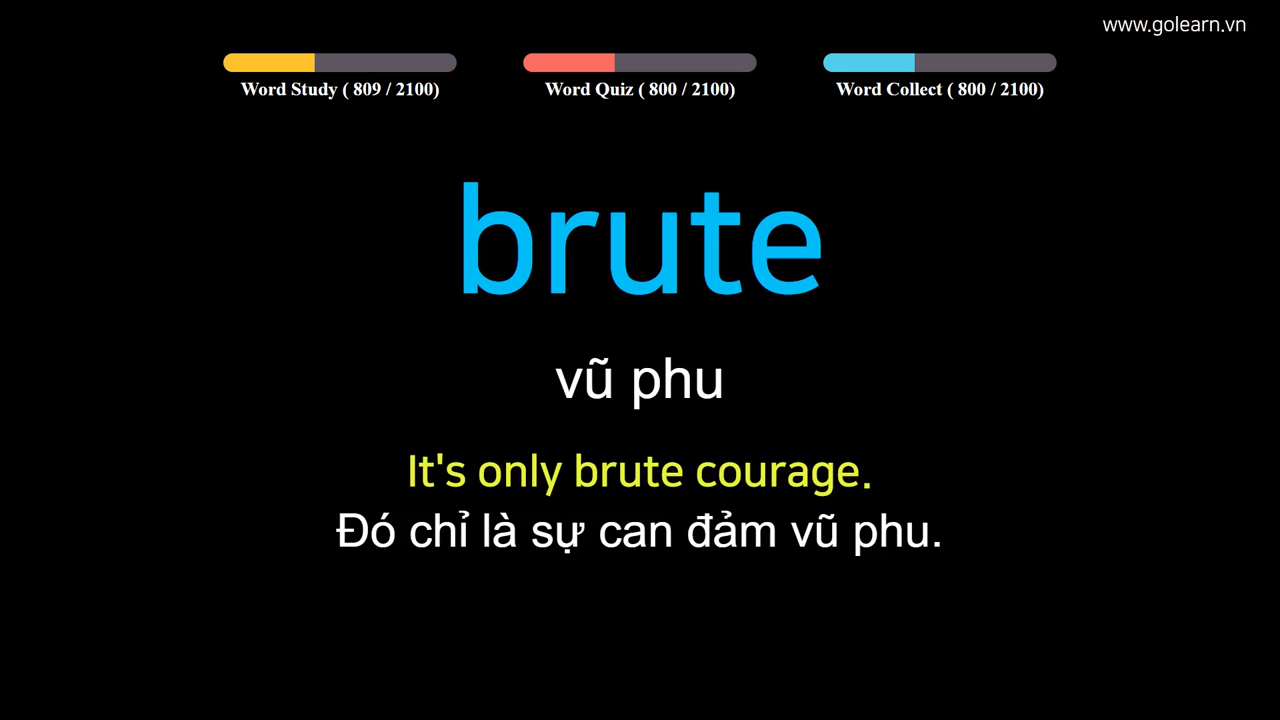 www.golearn.vn
Word Study ( 809 / 2100)
Word Quiz ( 800 / 2100)
Word Collect ( 800 / 2100)
brute
vũ phu
It's only brute courage.
Đó chỉ là sự can đảm vũ phu.